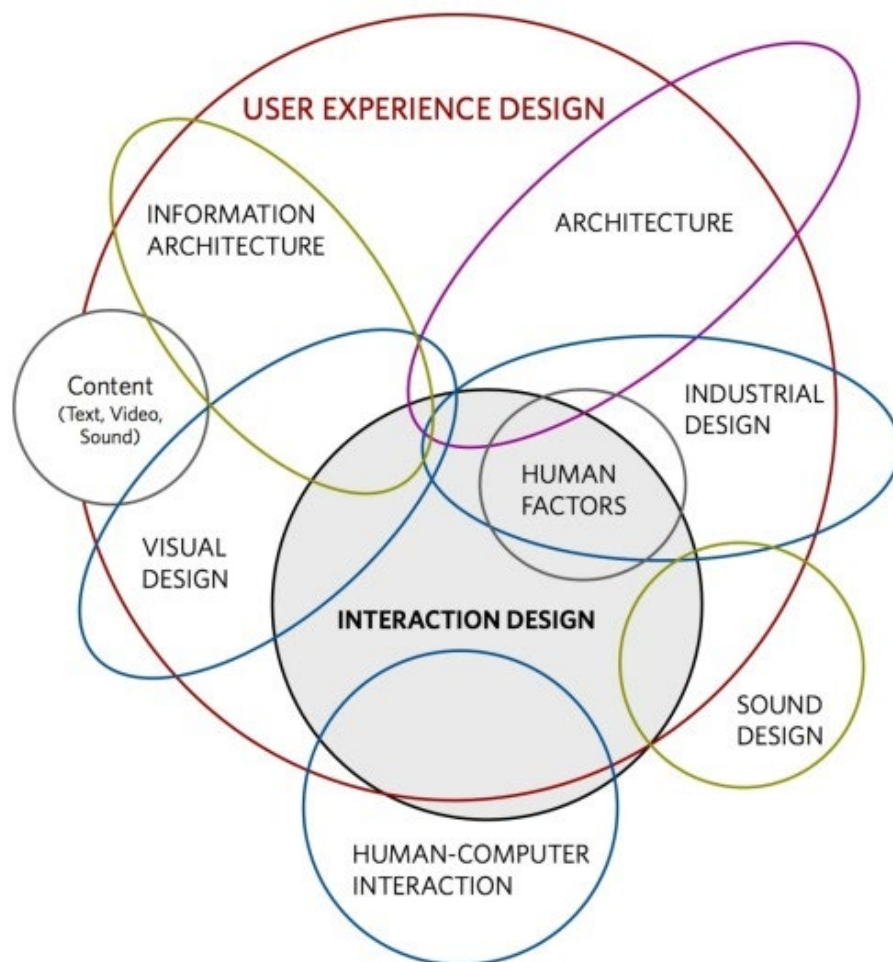 USER EXPERIENCE DESIGN
INFORMATION
ARCHITECTURE
ARCHITECTURE
Content
(Text, Video,
Sound)
INDUSTRIAL
DESIGN
HUMAN
FACTORS
VISUAL
DESIGN
INTERACTION DESIGN
SOUND
DESIGN
HUMAN-COMPUTER
INTERACTION